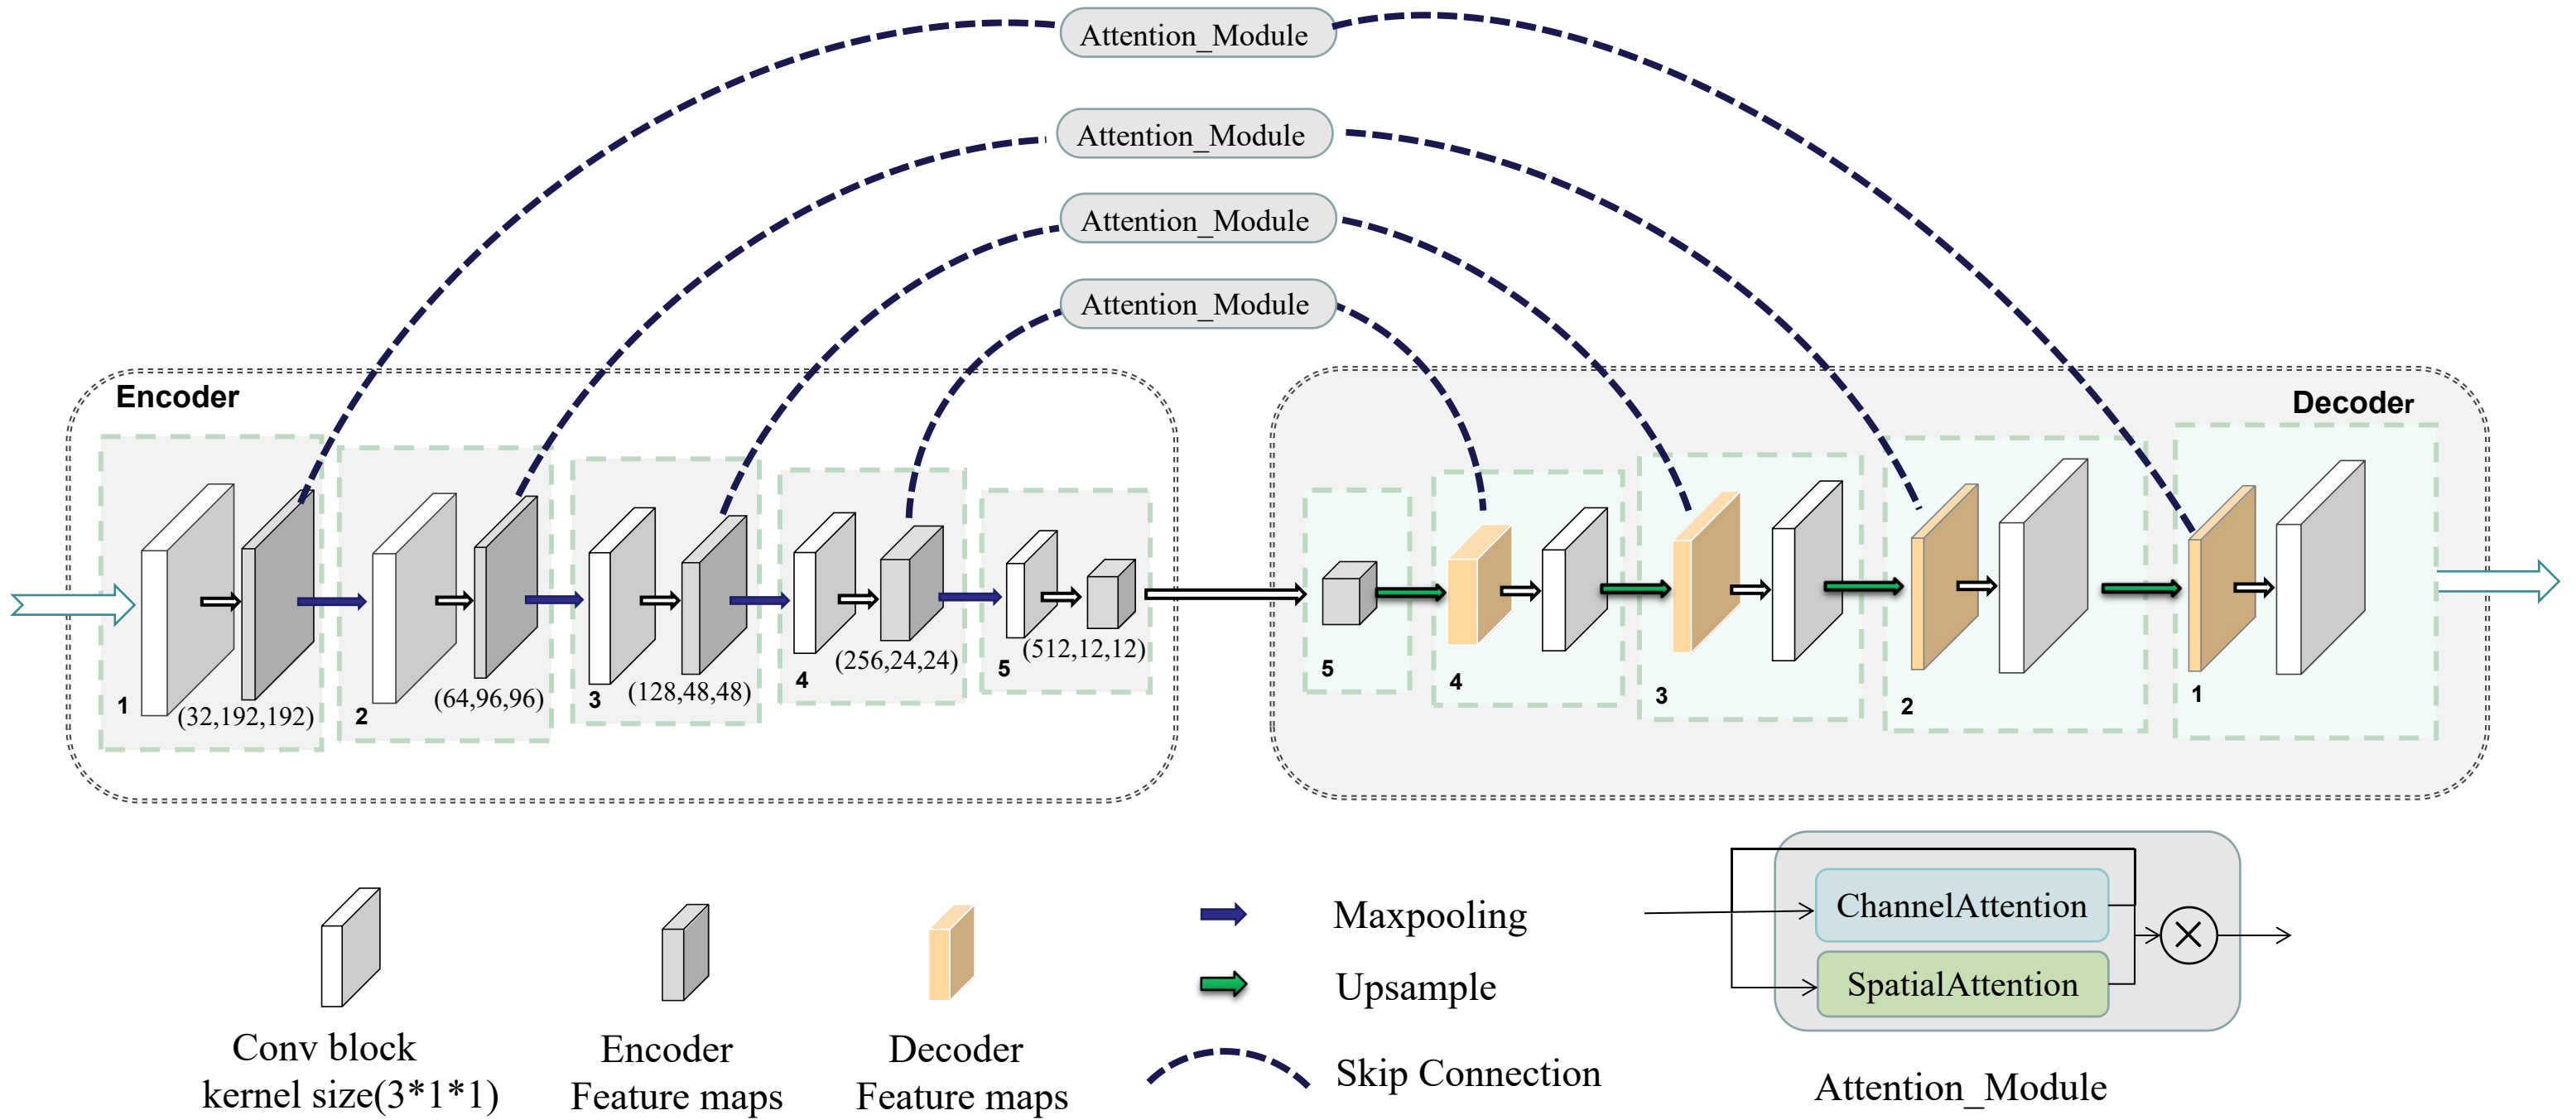 Attention_Module
Attention_Module
Attention_Module
Attention_Module
Encoder
Decoder
1
(32,192,192)
2
(64,96,96)
3
(128,48,48)
4
(256,24,24)
5
(512,12,12)
5
4
3
2
1
Conv block
kernel size(3*1*1)
Encoder
Feature maps
Decoder
Feature maps
Maxpooling
Upsample
Skip Connection
ChannelAttention
SpatialAttention
Attention_Module